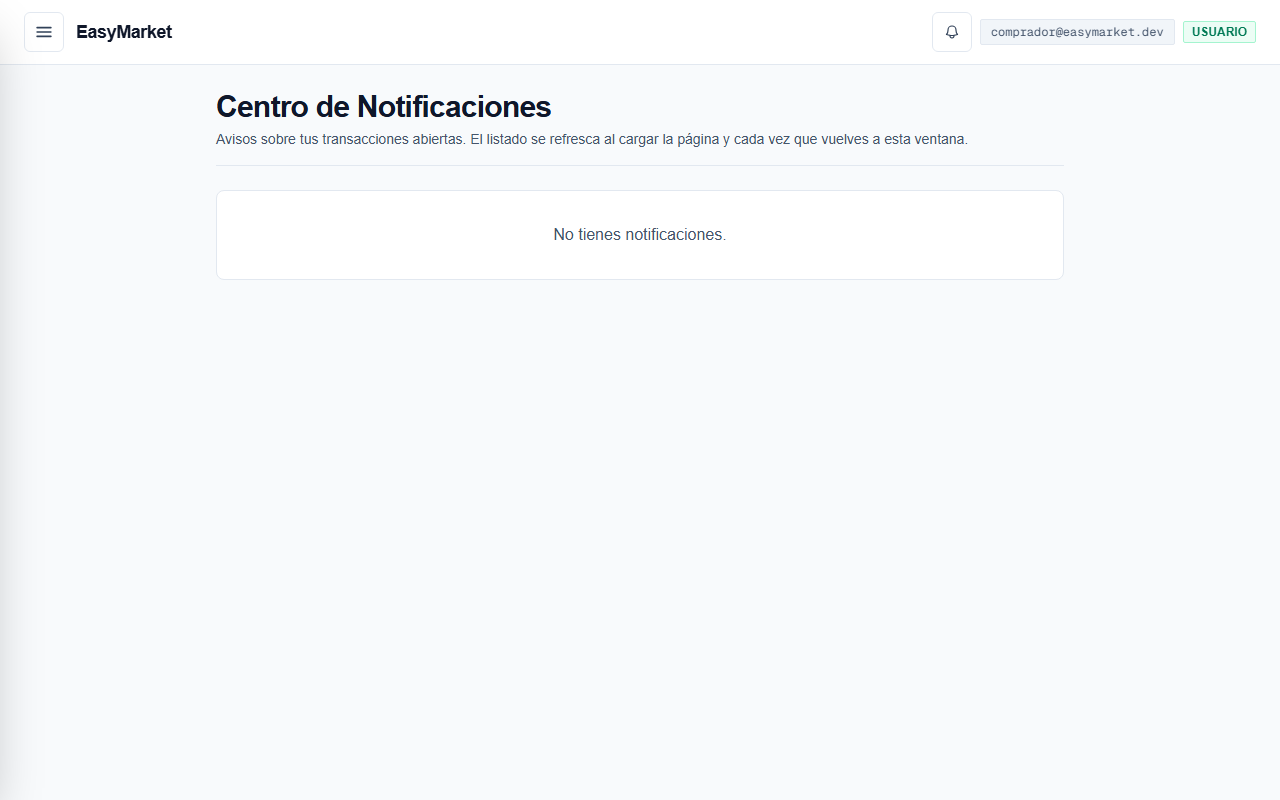 EasyMarket
comprador@easymarket.dev
USUARIO
Centro de Notificaciones
Avisos sobre tus transacciones abiertas. El listado se refresca al cargar la página y cada vez que vuelves a esta ventana.
No tienes notificaciones.